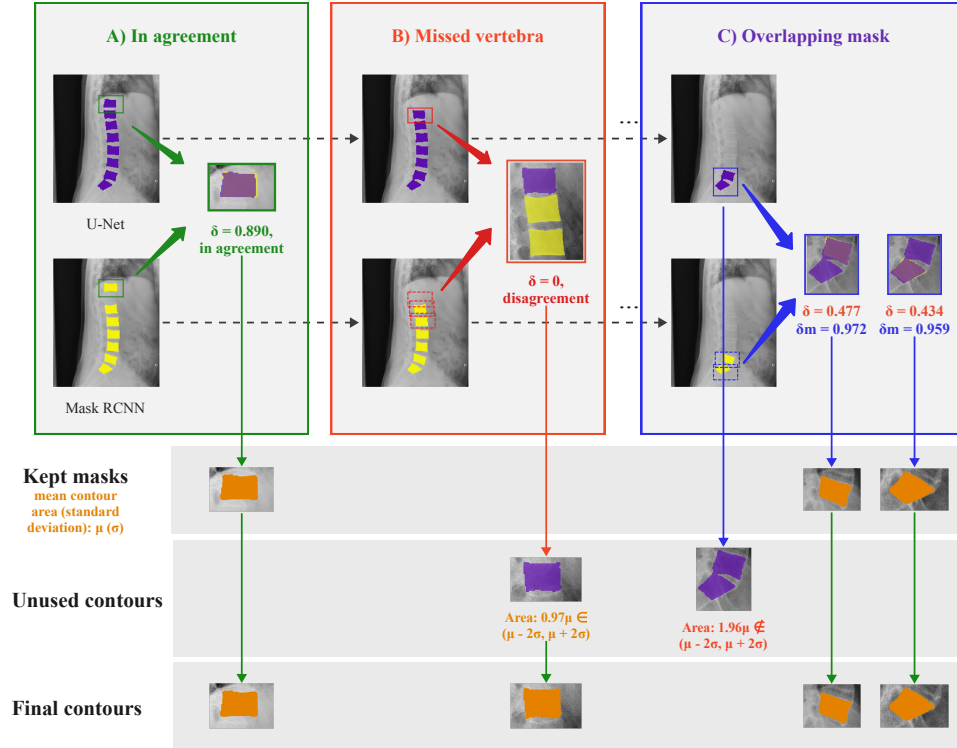 A) In agreement
B) Missed vertebra
C) Overlapping mask
...
U-Net
δ = 0.890,
in agreement
δ = 0,
disagreement
...
δ = 0.477
δm = 0.972
δ = 0.434
δm = 0.959
Mask RCNN
Kept masks
mean contour
area (standard
deviation): μ (σ)
Unused contours
Area: 0.97μ ∈
(μ - 2σ, μ + 2σ)
Area: 1.96μ ∉
(μ - 2σ, μ + 2σ)
Final contours